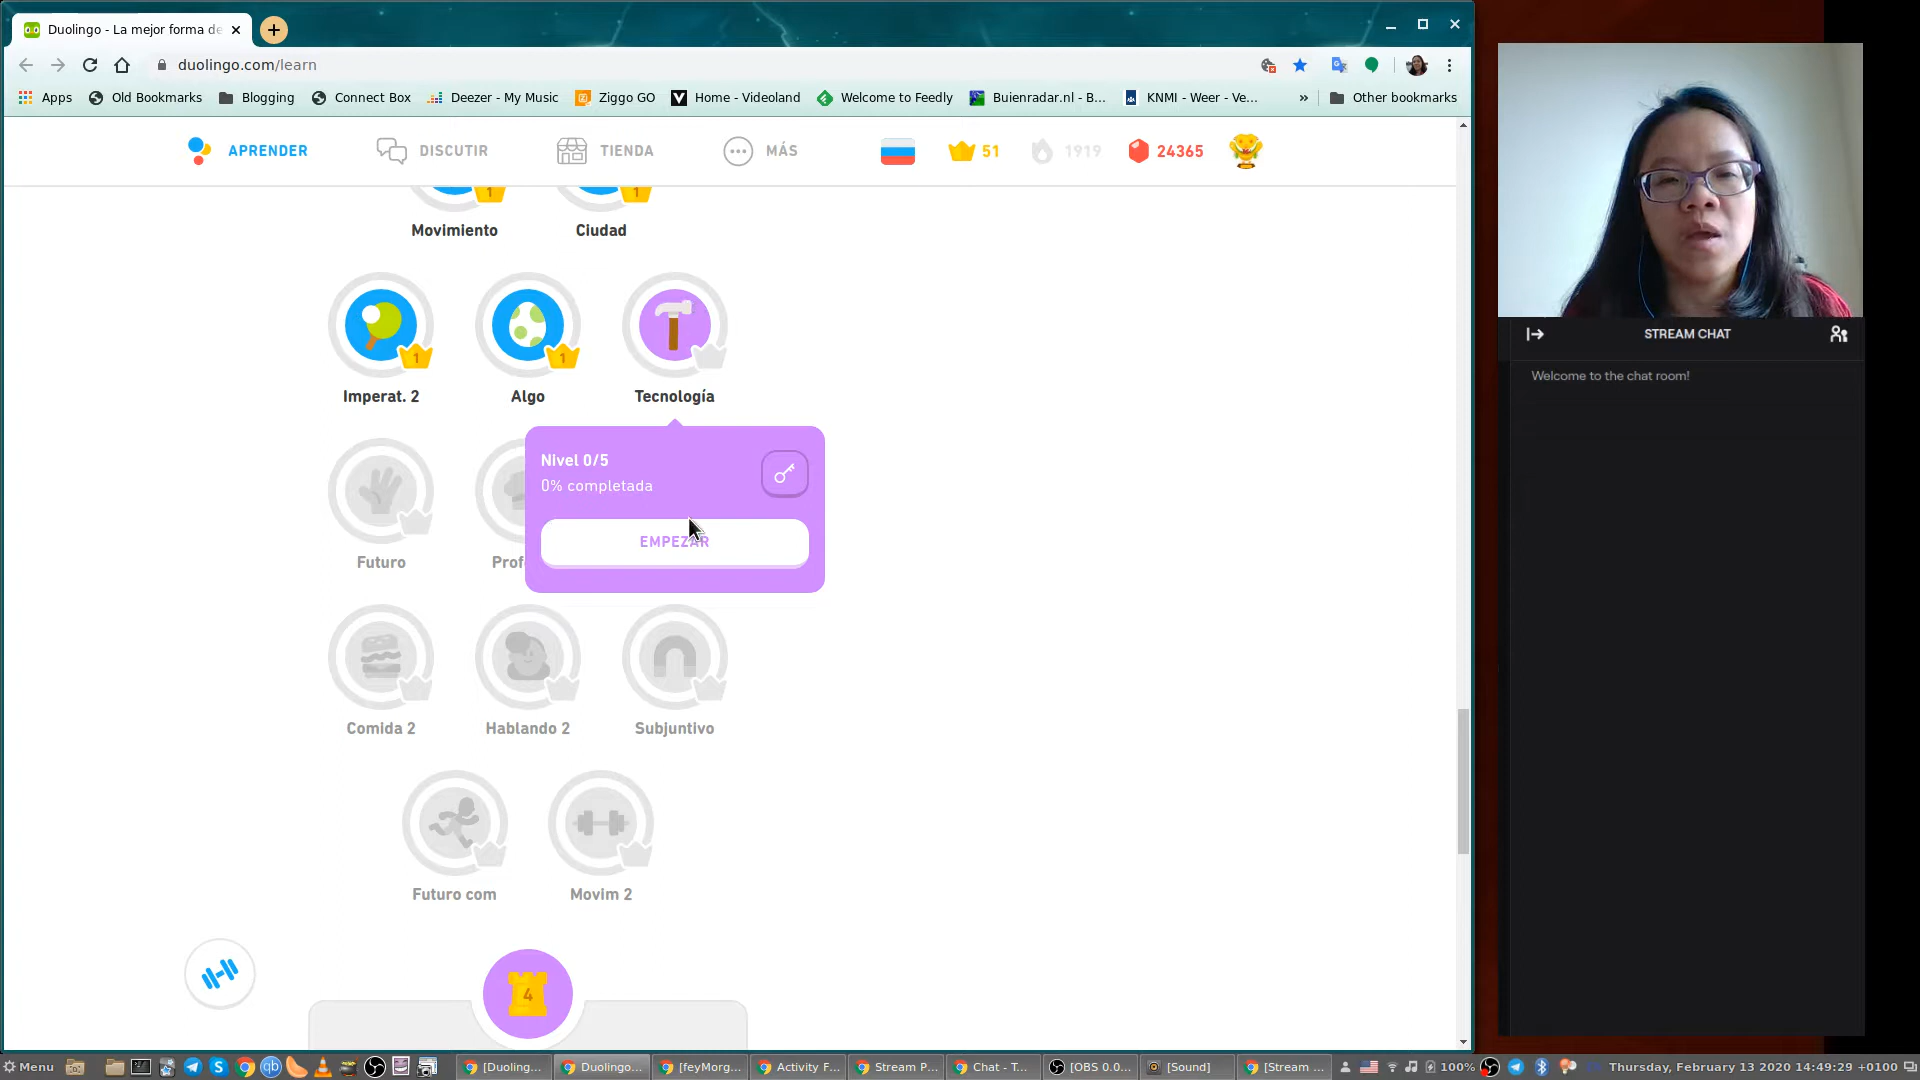 Duolingo - La mejor forma de
duolingo.com/learn
Apps
Old Bookmarks
Blogging
Connect Box
Deezer - My Music
Ziggo GO
Home - Videoland
Welcome to Feedly
Buienradar.nl - B...
KNMI - Weer - Ve...
»
Other bookmarks
APRENDER
DISCUTIR
TIENDA
MÁS
51
1919
24365
1
1
Movimiento
Ciudad
1
1
Imperat. 2
Algo
Tecnología
Nivel 0/5
0% completada
EMPEZAR
Futuro
Prof
Comida 2
Hablando 2
Subjuntivo
Futuro com
Movim 2
4
STREAM CHAT
Welcome to the chat room!
Menu
[Duoling...
Duolingo...
[feyMorg...
Activity F...
Stream P...
Chat - T...
[OBS 0.0...
[Sound]
[Stream ...
100%
Thursday, February 13 2020 14:49:29 +0100